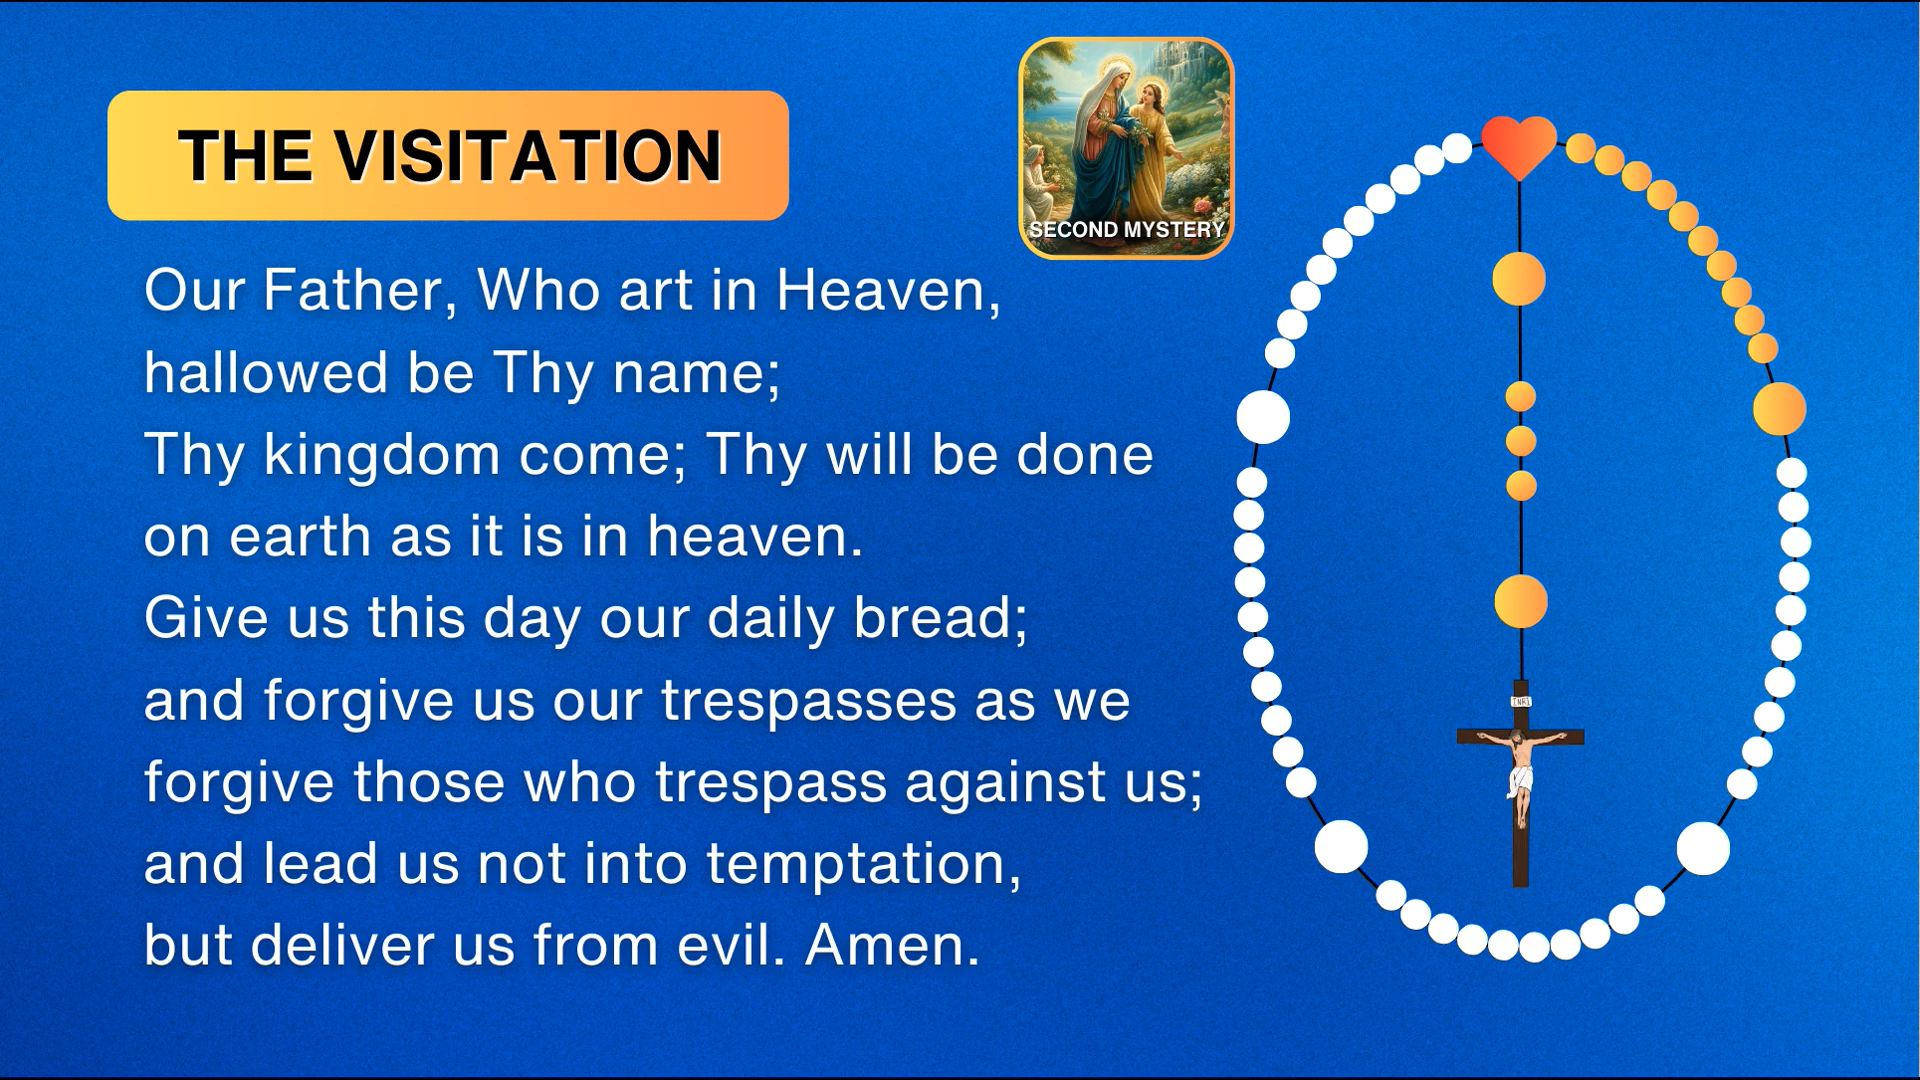 THE VISITATION
SECOND MYSTERY
Our Father, Who art in Heaven,
hallowed be Thy name;
Thy kingdom come; Thy will be done
on earth as it is in heaven.
Give us this day our daily bread;
and forgive us our trespasses as we
forgive those who trespass against us;
and lead us not into temptation,
but deliver us from evil. Amen.
INRI